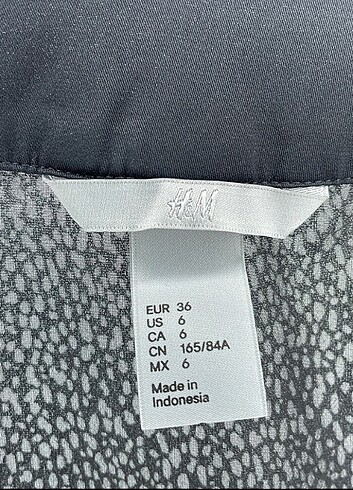 H&M
EUR 36
US 6
CA 6
CN 165/84A
MX 6
Made in
Indonesia